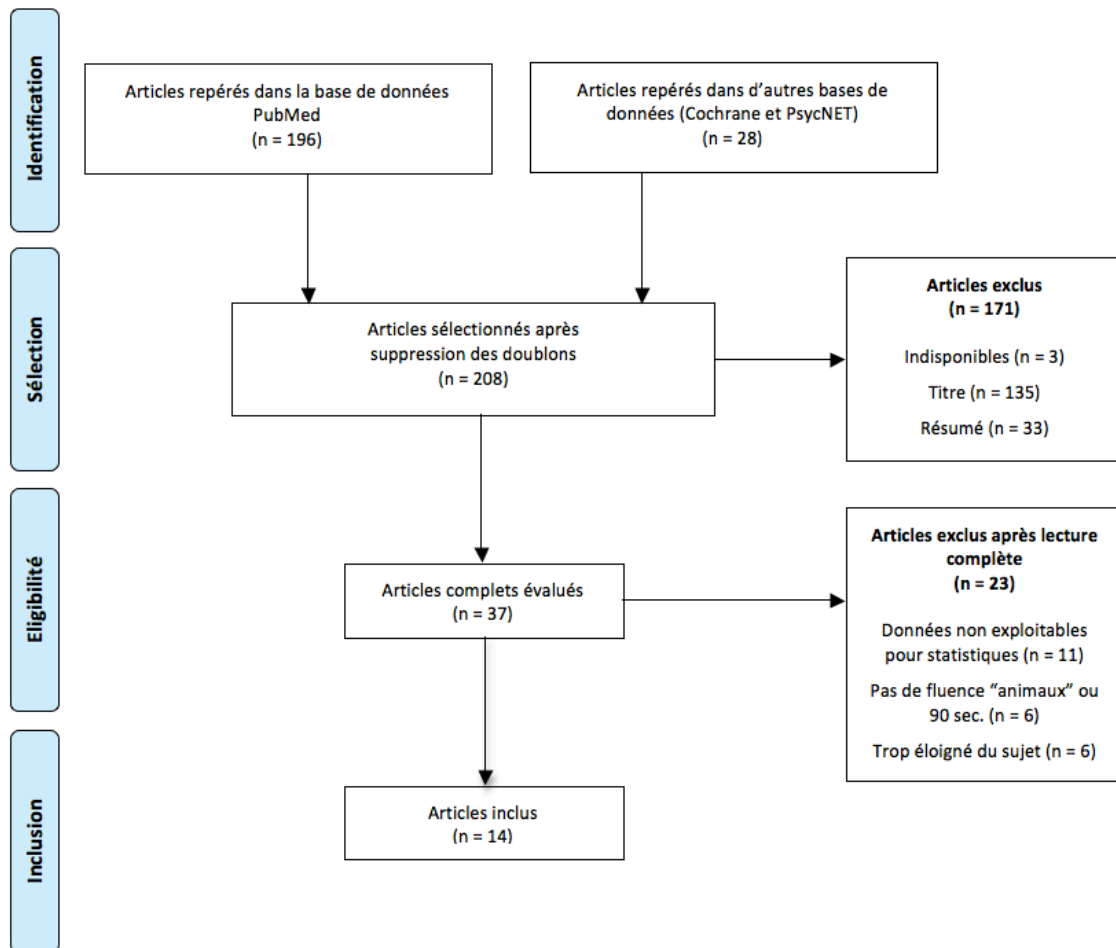 Identification
Articles repérés dans la base de données
PubMed
(n = 196)
Articles repérés dans d'autres bases de
données (Cochrane et PsycNET)
(n = 28)
Sélection
Articles sélectionnés après
suppression des doublons
(n = 208)
Articles exclus
(n = 171)
Indisponibles (n = 3)
Titre (n = 135)
Résumé (n = 33)
Eligibilité
Articles complets évalués
(n = 37)
Articles exclus après lecture
complète
(n = 23)
Données non exploitables
pour statistiques (n = 11)
Pas de fluence “animaux” ou
90 sec. (n = 6)
Trop éloigné du sujet (n = 6)
Inclusion
Articles inclus
(n = 14)